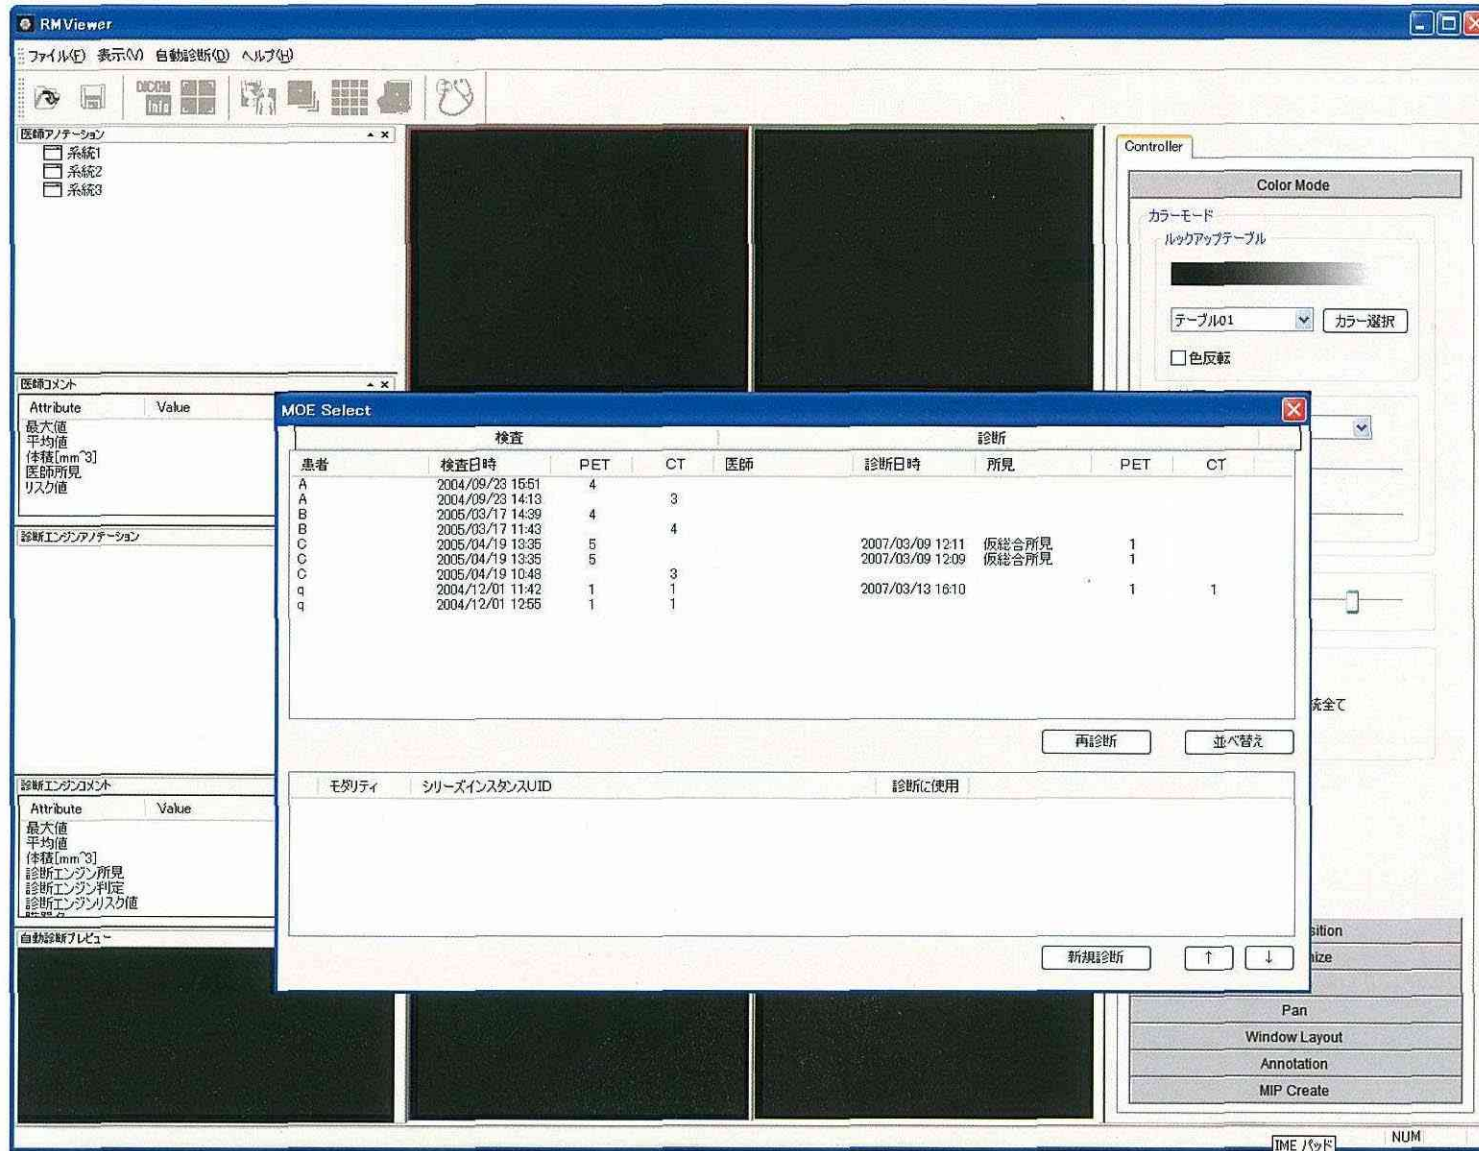 RMViewer
ファイル(F) 表示(V) 自動診断(D) ヘルプ(H)
DICOM
Info
医師アノテーション
系統1
系統2
系統3
医師コメント
Attribute Value
最大値
平均値
体積[mm^3]
医師所見
リスク値
診断エンジンアノテーション
診断エンジンコメント
Attribute Value
最大値
平均値
体積[mm^3]
診断エンジン所見
診断エンジン判定
診断エンジンリスク値
自動診断プレビュー
MOE Select
検査 診断
患者 検査日時 PET CT 医師 診断日時 所見 PET CT
A 2004/09/23 15:51 4
A 2004/09/23 14:13 3
B 2005/03/17 14:39 4
B 2005/03/17 11:43 4
C 2005/04/19 13:35 5 2007/03/09 12:11 仮総合所見 1
C 2005/04/19 13:35 5 2007/03/09 12:09 仮総合所見 1
C 2005/04/19 10:48 3
q 2004/12/01 11:42 1 1 2007/03/13 16:10 1 1
q 2004/12/01 12:55 1 1
再診断 並べ替え
モダリティ シリーズインスタンスUID 診断に使用
新規診断 ↑ ↓
Controller
Color Mode
カラーモード
ルックアップテーブル
テーブル01 カラー選択
色反転
統全て
sition
ize
Pan
Window Layout
Annotation
MIP Create
IME パッド NUM